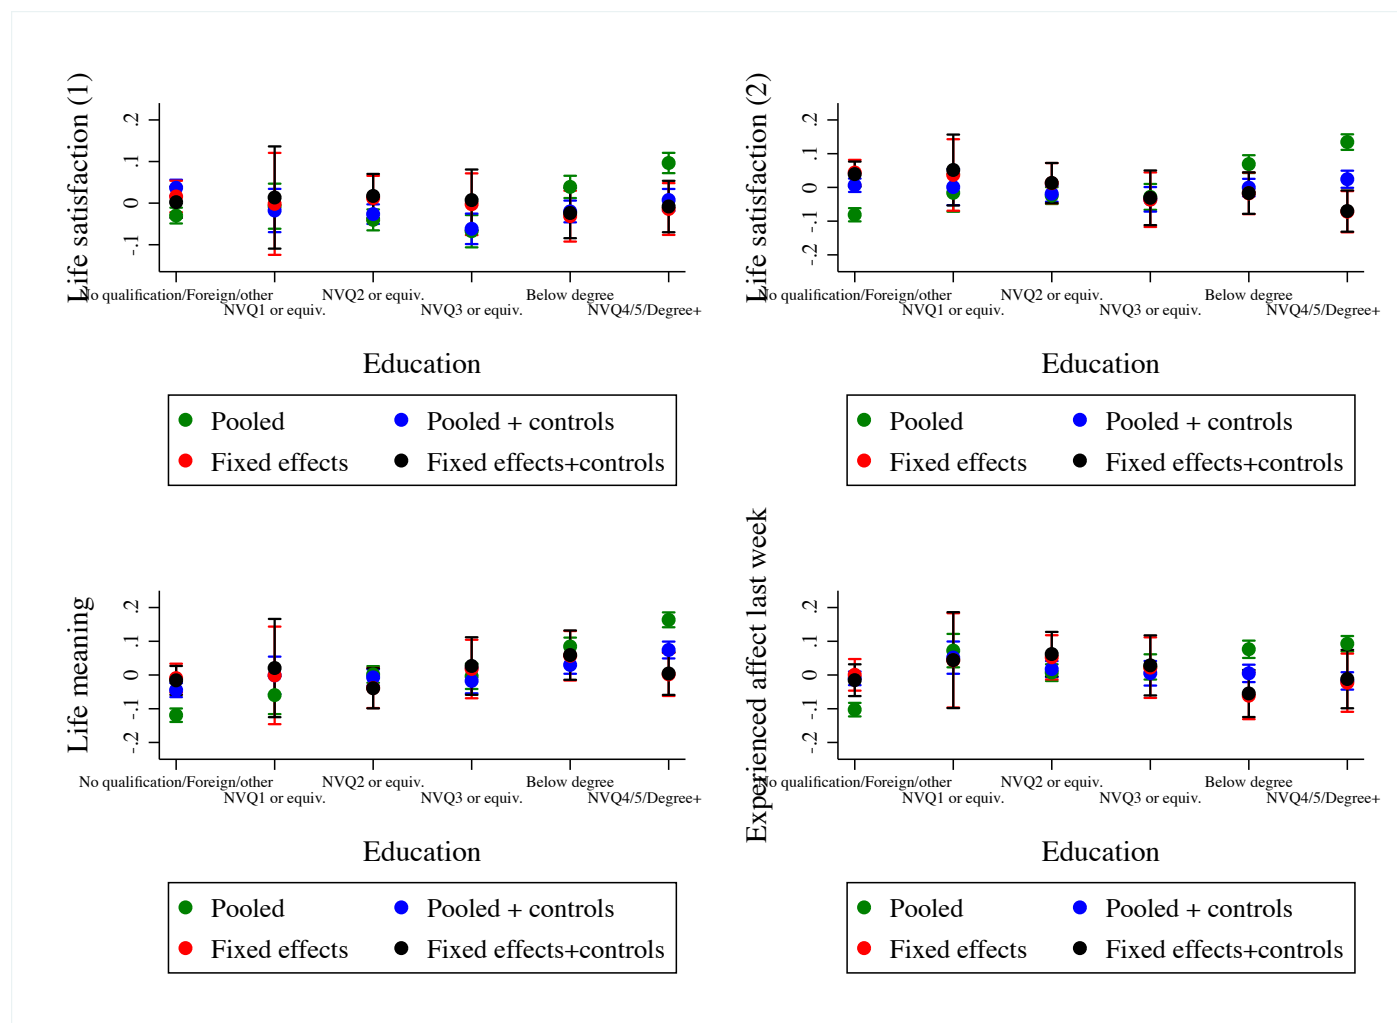 Life satisfaction (1)
.2
.1
0
-.1
No qualification/Foreign/other
NVQ1 or equiv.
NVQ2 or equiv.
NVQ3 or equiv.
Below degree
NVQ4/5/Degree+
Education
Pooled
Pooled + controls
Fixed effects
Fixed effects+controls
Life satisfaction (2)
.2
.1
0
-.1
-.2
No qualification/Foreign/other
NVQ1 or equiv.
NVQ2 or equiv.
NVQ3 or equiv.
Below degree
NVQ4/5/Degree+
Education
Pooled
Pooled + controls
Fixed effects
Fixed effects+controls
Life meaning
.2
.1
0
-.1
-.2
No qualification/Foreign/other
NVQ1 or equiv.
NVQ2 or equiv.
NVQ3 or equiv.
Below degree
NVQ4/5/Degree+
Education
Pooled
Pooled + controls
Fixed effects
Fixed effects+controls
Experienced affect last week
.2
.1
0
-.1
-.2
No qualification/Foreign/other
NVQ1 or equiv.
NVQ2 or equiv.
NVQ3 or equiv.
Below degree
NVQ4/5/Degree+
Education
Pooled
Pooled + controls
Fixed effects
Fixed effects+controls